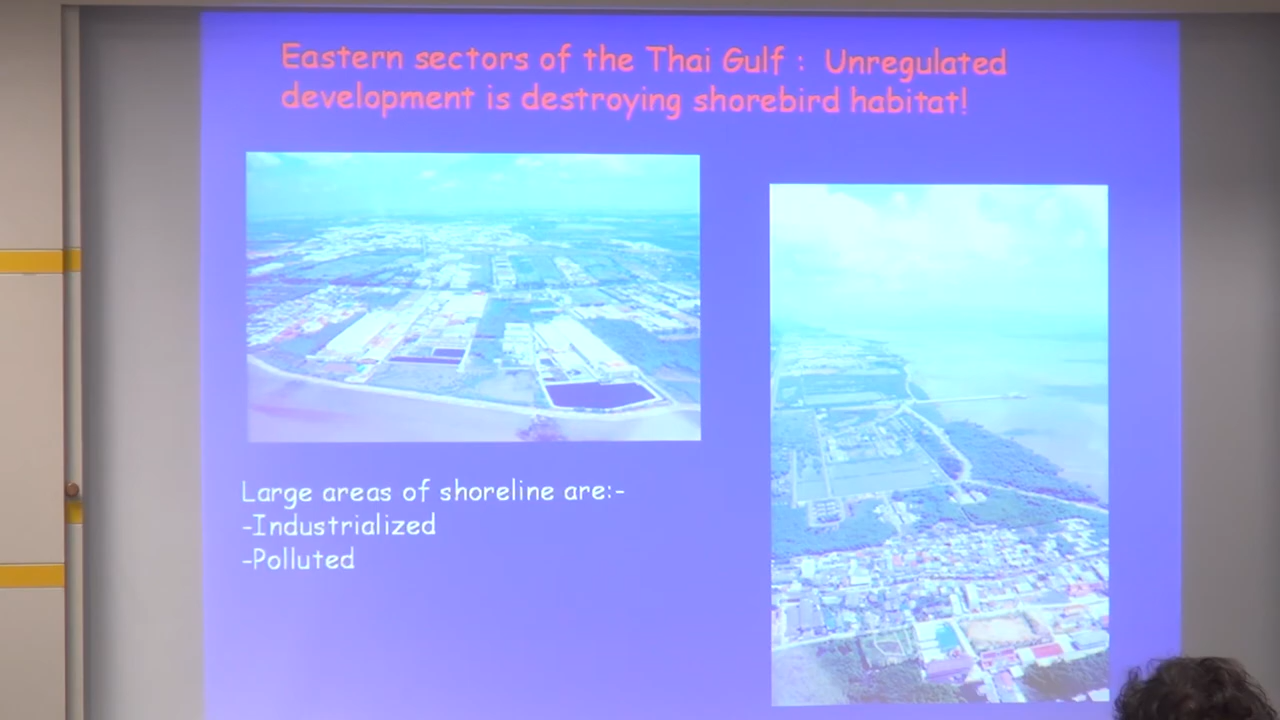 Eastern sectors of the Thai Gulf : Unregulated
development is destroying shorebird habitat!
Large areas of shoreline are:-
-Industrialized
-Polluted